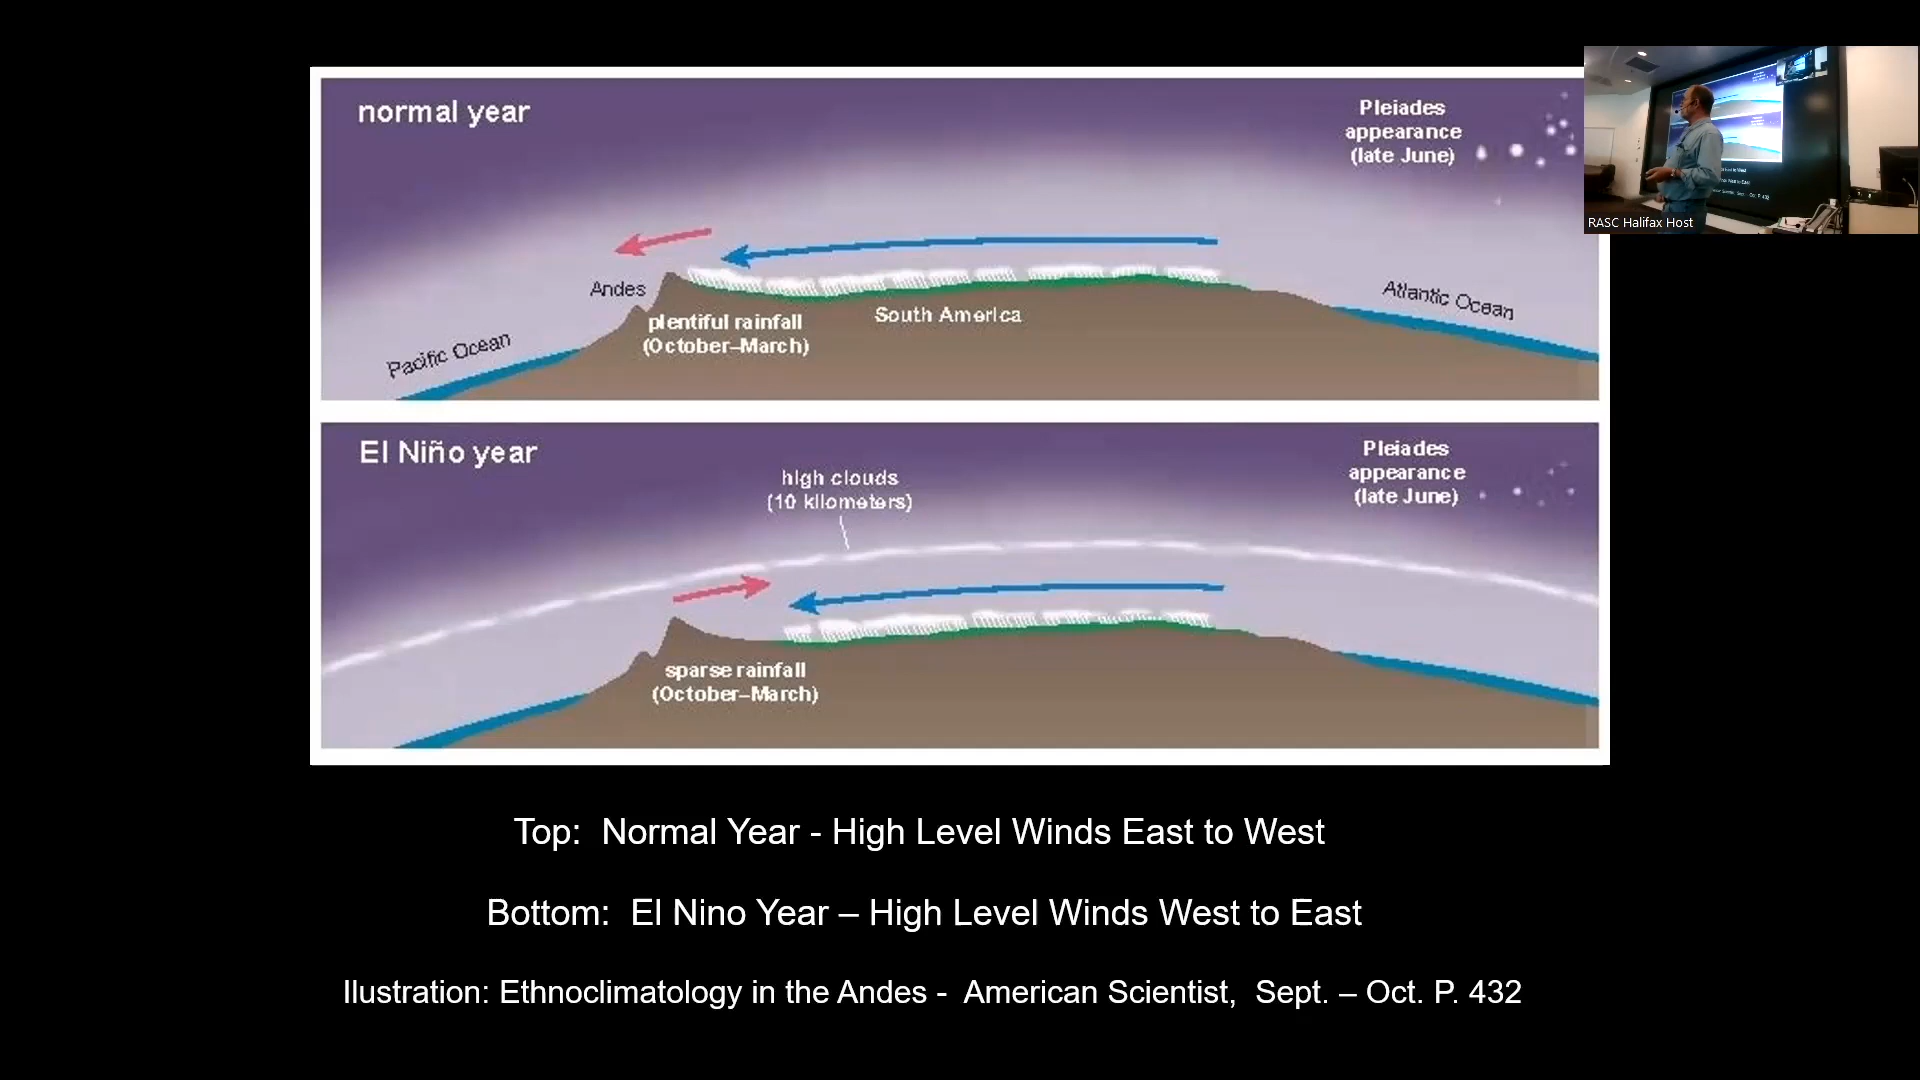 normal year
Pleiades
appearance
(late June)
Andes
Pacific Ocean
plentiful rainfall
(October–March)
South America
Atlantic Ocean
RASC Halifax Host
El Niño year
high clouds
(10 kilometers)
Pleiades
appearance
(late June)
sparse rainfall
(October–March)
Top: Normal Year - High Level Winds East to West
Bottom: El Nino Year – High Level Winds West to East
Ilustration: Ethnoclimatology in the Andes - American Scientist, Sept. – Oct. P. 432